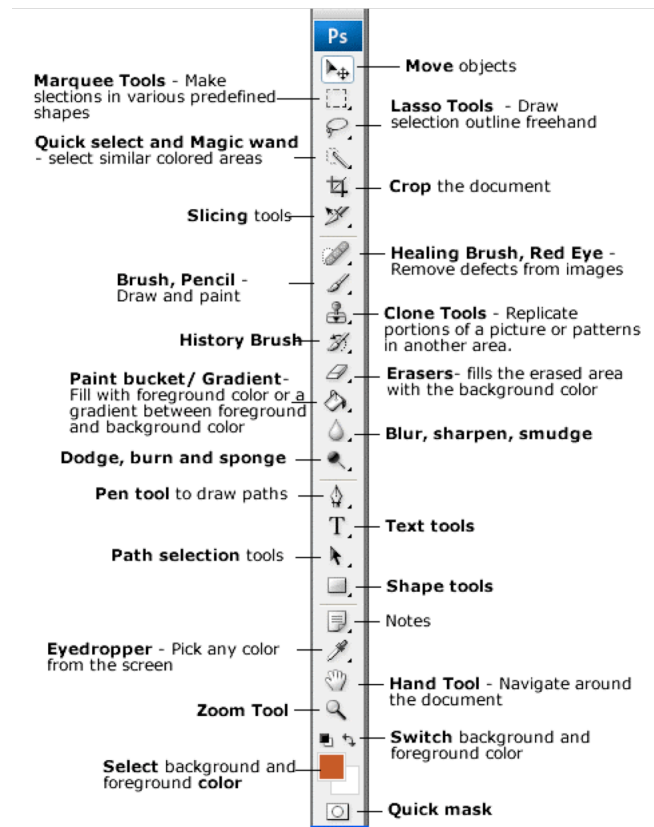 Ps
Move objects
Marquee Tools - Make
slections in various predefined
shapes
Lasso Tools - Draw
selection outline freehand
Quick select and Magic wand
- select similar colored areas
Crop the document
Slicing tools
Healing Brush, Red Eye -
Remove defects from images
Brush, Pencil -
Draw and paint
Clone Tools - Replicate
portions of a picture or patterns
in another area.
History Brush
Erasers- fills the erased area
with the background color
Paint bucket/ Gradient-
Fill with foreground color or a
gradient between foreground
and background color
Blur, sharpen, smudge
Dodge, burn and sponge
Pen tool to draw paths
T
Text tools
Path selection tools
Shape tools
Notes
Eyedropper - Pick any color
from the screen
Hand Tool - Navigate around
the document
Zoom Tool
Switch background and
foreground color
Select background and
foreground color
Quick mask